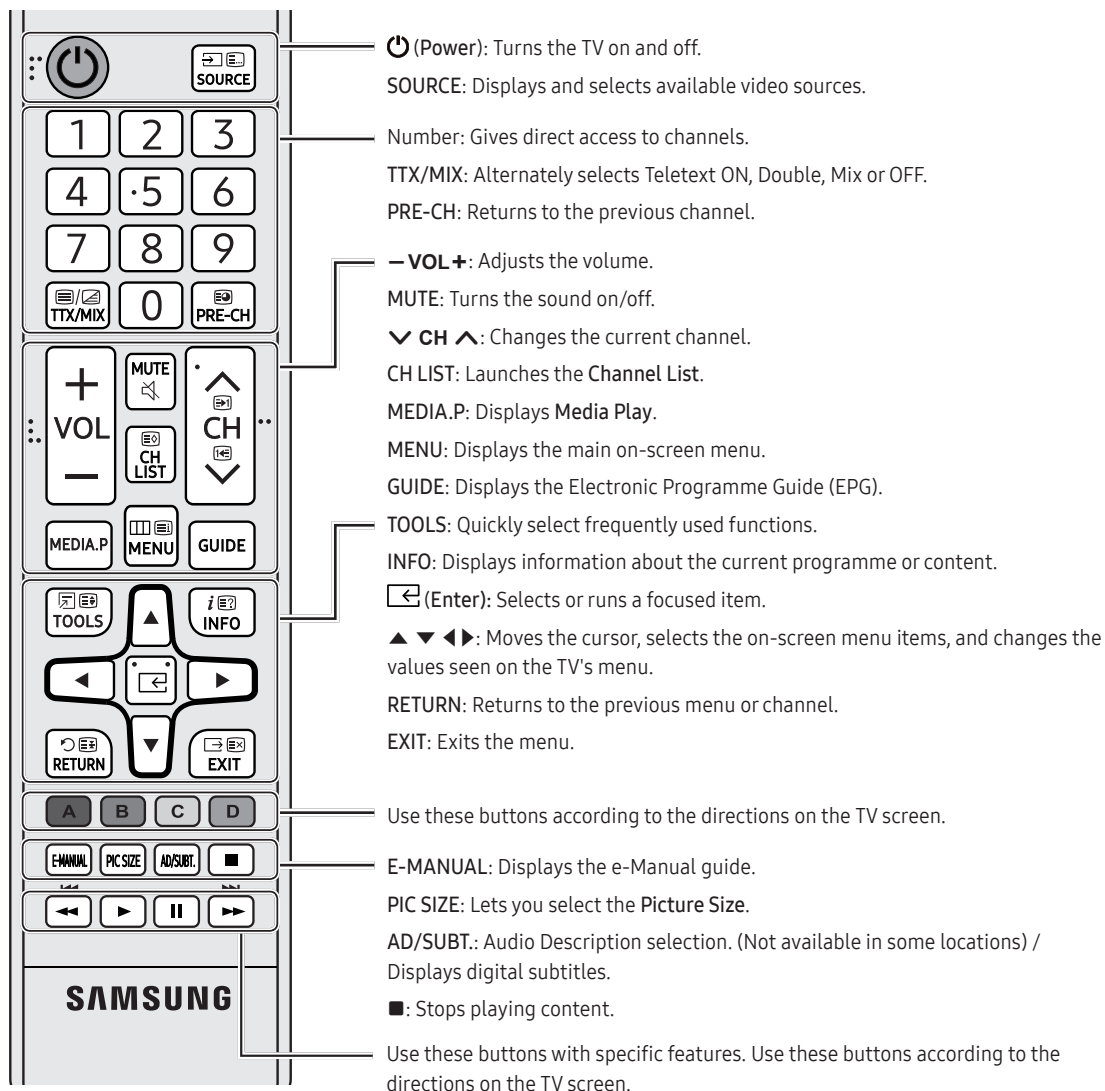 SOURCE
1 2 3
4 ·5 6
7 8 9
TTX/MIX 0 PRE-CH
+ MUTE
VOL CH
CH LIST
−
MEDIA.P MENU GUIDE
TOOLS INFO
RETURN EXIT
A B C D
E-MANUAL PIC SIZE AD/SUBT.
SAMSUNG
(Power): Turns the TV on and off.
SOURCE: Displays and selects available video sources.
Number: Gives direct access to channels.
TTX/MIX: Alternately selects Teletext ON, Double, Mix or OFF.
PRE-CH: Returns to the previous channel.
− VOL +: Adjusts the volume.
MUTE: Turns the sound on/off.
CH : Changes the current channel.
CH LIST: Launches the Channel List.
MEDIA.P: Displays Media Play.
MENU: Displays the main on-screen menu.
GUIDE: Displays the Electronic Programme Guide (EPG).
TOOLS: Quickly select frequently used functions.
INFO: Displays information about the current programme or content.
(Enter): Selects or runs a focused item.
▲ ▼ ◀ ▶: Moves the cursor, selects the on-screen menu items, and changes the
values seen on the TV's menu.
RETURN: Returns to the previous menu or channel.
EXIT: Exits the menu.
Use these buttons according to the directions on the TV screen.
E-MANUAL: Displays the e-Manual guide.
PIC SIZE: Lets you select the Picture Size.
AD/SUBT.: Audio Description selection. (Not available in some locations) /
Displays digital subtitles.
■: Stops playing content.
Use these buttons with specific features. Use these buttons according to the
directions on the TV screen.